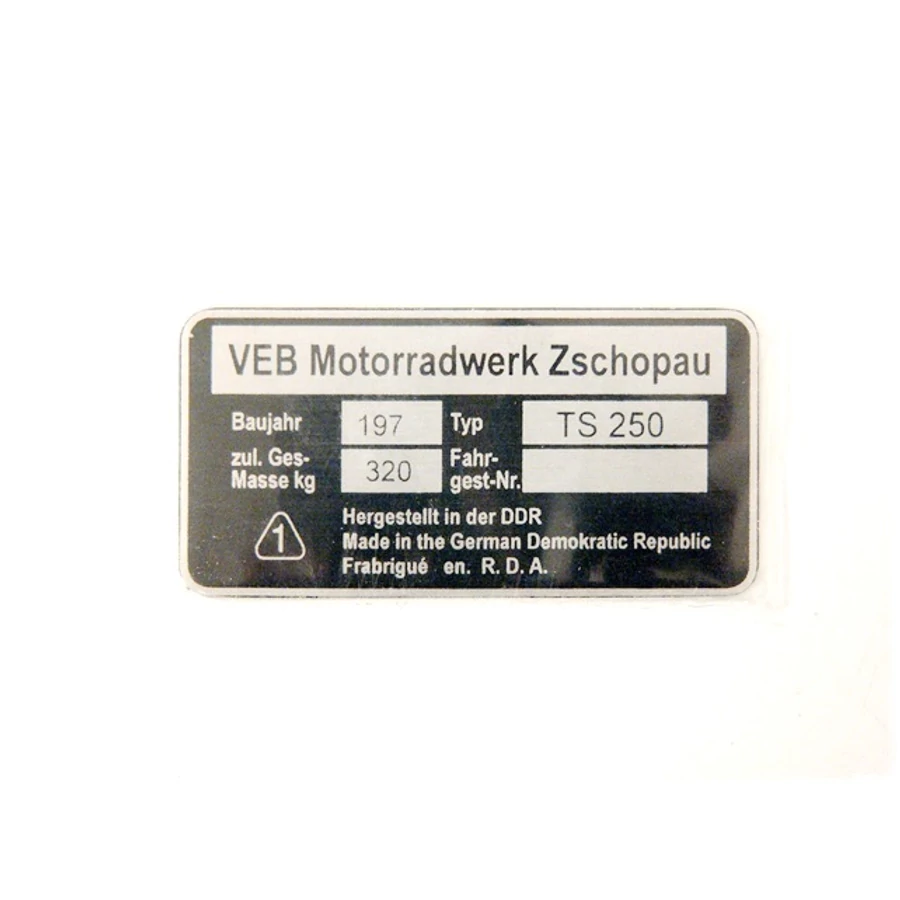 VEB Motorradwerk Zschopau
Baujahr 197 Typ TS 250
zul. Ges-
Masse kg 320 Fahr-
gest-Nr.
1
Hergestellt in der DDR
Made in the German Demokratic Republic
Frabrigué en. R. D. A.